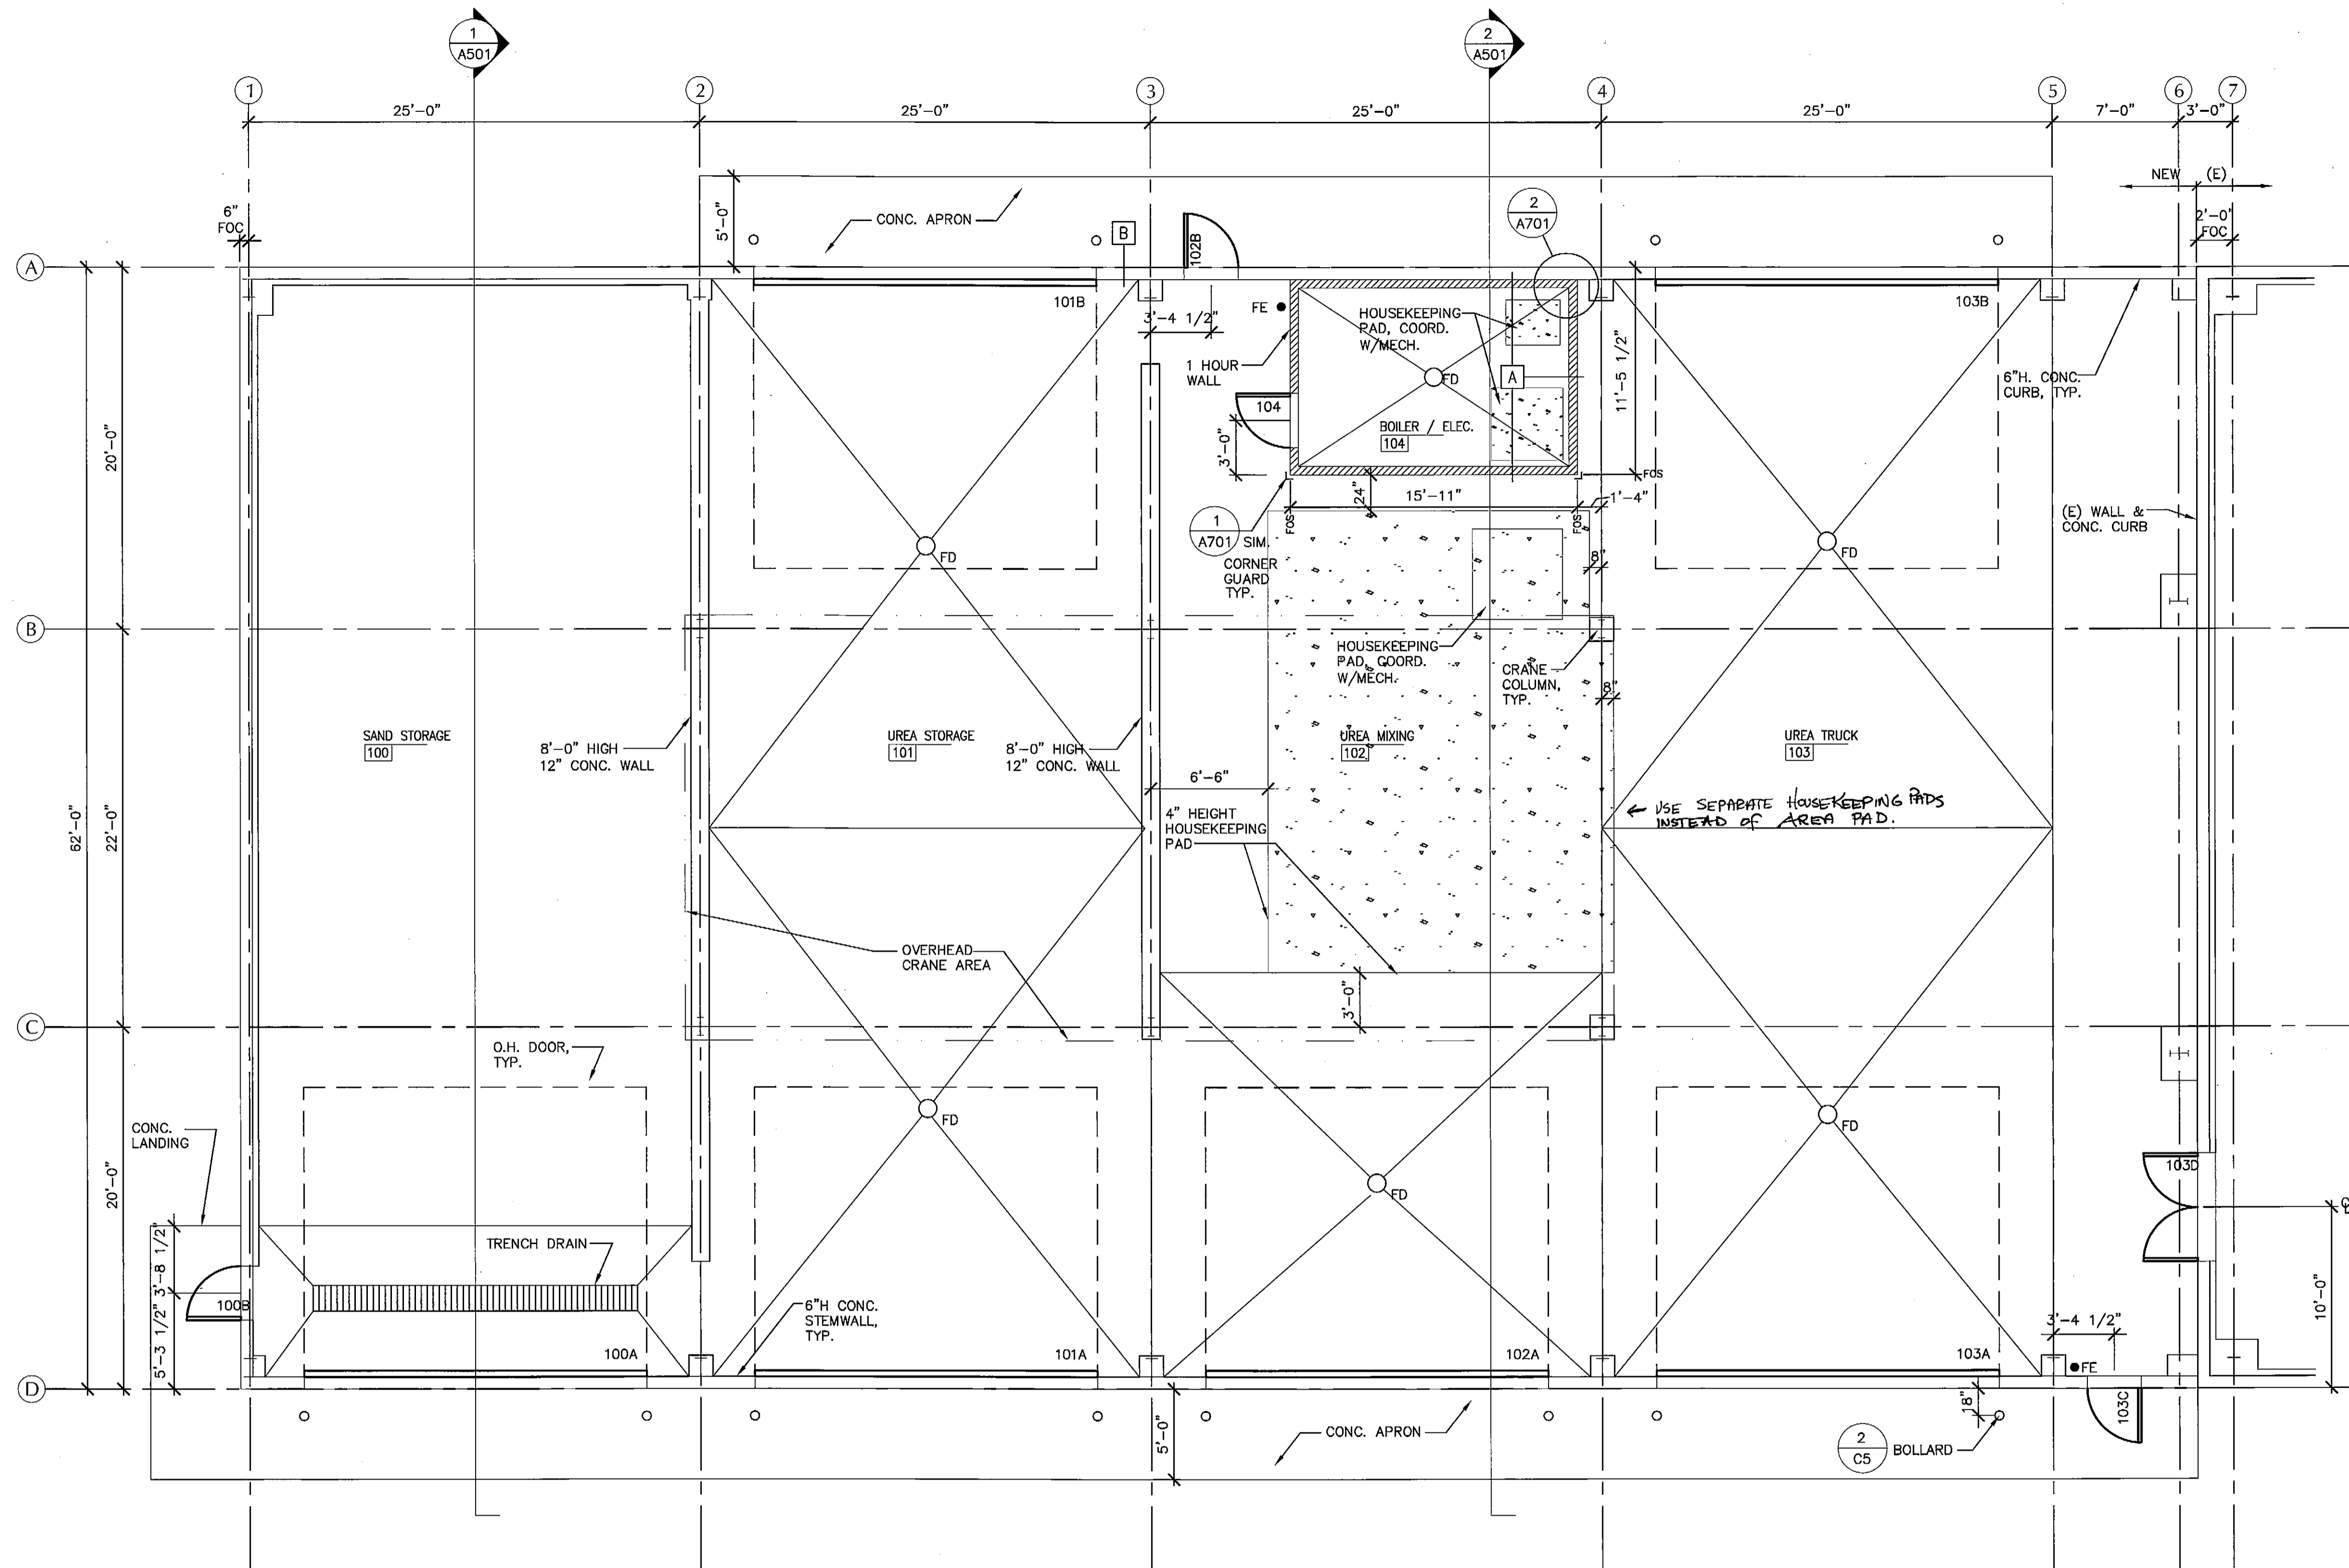 1
A501
2
A501
1
2
3
4
5
6
7
25'-0"
25'-0"
25'-0"
25'-0"
7'-0"
3'-0"
NEW
(E)
6"
FOC
5'-0"
CONC. APRON
B
102B
2
A701
2'-0"
FOC
A
101B
FE
3'-4 1/2"
HOUSEKEEPING
PAD, COORD.
W/MECH.
103B
1 HOUR
WALL
FD
A
11'-5 1/2"
6"H. CONC.
CURB, TYP.
104
BOILER / ELEC.
104
20'-0"
3'-0"
FOS
24"
15'-11"
1'-4"
FOS
FOS
1
A701
SIM.
CORNER
GUARD
TYP.
(E) WALL &
CONC. CURB
FD
8"
FD
B
HOUSEKEEPING
PAD, COORD.
W/MECH.
CRANE
COLUMN,
TYP.
8"
SAND STORAGE
100
8'-0" HIGH
12" CONC. WALL
UREA STORAGE
101
8'-0" HIGH
12" CONC. WALL
UREA MIXING
102
UREA TRUCK
103
6'-6"
62'-0"
22'-0"
4" HEIGHT
HOUSEKEEPING
PAD
USE SEPARATE HOUSEKEEPING PADS
INSTEAD OF AREA PAD.
OVERHEAD
CRANE AREA
3'-0"
C
O.H. DOOR,
TYP.
CONC.
LANDING
FD
FD
FD
103D
20'-0"
℄
TRENCH DRAIN
3'-8 1/2"
5'-3 1/2"
100B
6"H CONC.
STEMWALL,
TYP.
10'-0"
3'-4 1/2"
100A
101A
102A
103A
FE
D
18"
103C
5'-0"
CONC. APRON
2
C5
BOLLARD